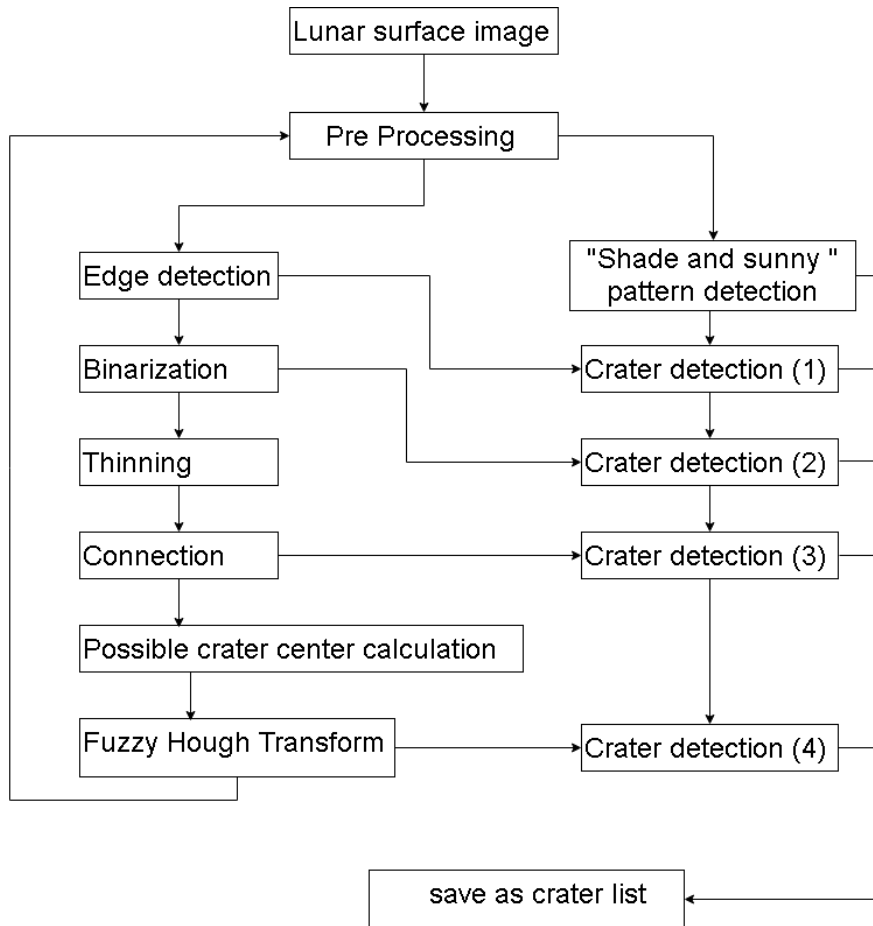 Lunar surface image
Pre Processing
Edge detection
"Shade and sunny "
pattern detection
Binarization
Crater detection (1)
Thinning
Crater detection (2)
Connection
Crater detection (3)
Possible crater center calculation
Fuzzy Hough Transform
Crater detection (4)
save as crater list